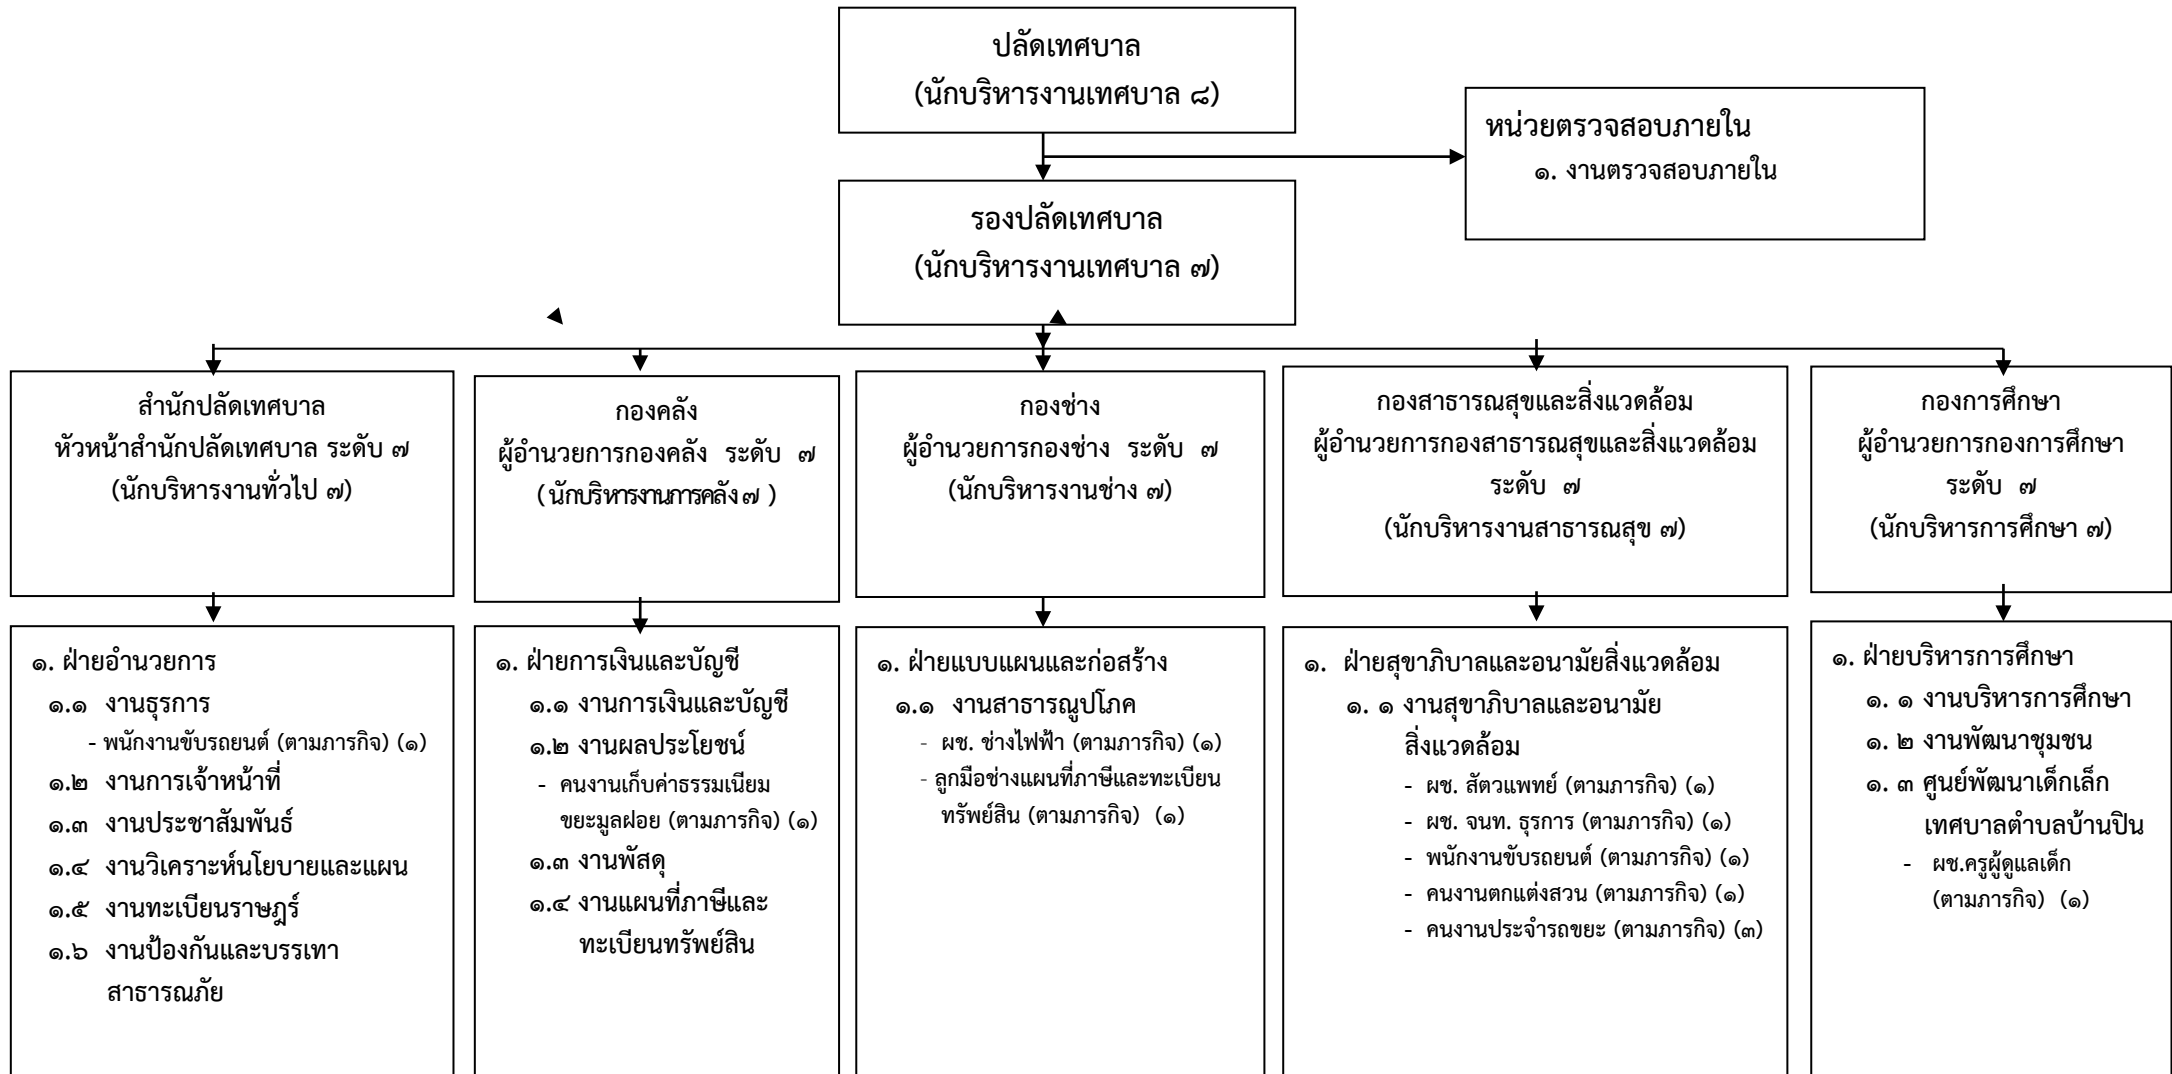 ปลัดเทศบาล
(นักบริหารงานเทศบาล ๘)
หน่วยตรวจสอบภายใน
๑. งานตรวจสอบภายใน
รองปลัดเทศบาล
(นักบริหารงานเทศบาล ๗)
สำนักปลัดเทศบาล
หัวหน้าสำนักปลัดเทศบาล ระดับ ๗
(นักบริหารงานทั่วไป ๗)
กองคลัง
ผู้อำนวยการกองคลัง ระดับ ๗
( นักบริหารงานการคลัง ๗ )
กองช่าง
ผู้อำนวยการกองช่าง ระดับ ๗
(นักบริหารงานช่าง ๗)
กองสาธารณสุขและสิ่งแวดล้อม
ผู้อำนวยการกองสาธารณสุขและสิ่งแวดล้อม
ระดับ ๗
(นักบริหารงานสาธารณสุข ๗)
กองการศึกษา
ผู้อำนวยการกองการศึกษา
ระดับ ๗
(นักบริหารการศึกษา ๗)
๑. ฝ่ายอำนวยการ
๑.๑ งานธุรการ
- พนักงานขับรถยนต์ (ตามภารกิจ) (๑)
๑.๒ งานการเจ้าหน้าที่
๑.๓ งานประชาสัมพันธ์
๑.๔ งานวิเคราะห์นโยบายและแผน
๑.๕ งานทะเบียนราษฎร์
๑.๖ งานป้องกันและบรรเทา
สาธารณภัย
๑. ฝ่ายการเงินและบัญชี
๑.๑ งานการเงินและบัญชี
๑.๒ งานผลประโยชน์
- คนงานเก็บค่าธรรมเนียม
ขยะมูลฝอย (ตามภารกิจ) (๑)
๑.๓ งานพัสดุ
๑.๔ งานแผนที่ภาษีและ
ทะเบียนทรัพย์สิน
๑. ฝ่ายแบบแผนและก่อสร้าง
๑.๑ งานสาธารณูปโภค
- ผช. ช่างไฟฟ้า (ตามภารกิจ) (๑)
- ลูกมือช่างแผนที่ภาษีและทะเบียน
ทรัพย์สิน (ตามภารกิจ) (๑)
๑. ฝ่ายสุขาภิบาลและอนามัยสิ่งแวดล้อม
๑. ๑ งานสุขาภิบาลและอนามัย
สิ่งแวดล้อม
- ผช. สัตวแพทย์ (ตามภารกิจ) (๑)
- ผช. จนท. ธุรการ (ตามภารกิจ) (๑)
- พนักงานขับรถยนต์ (ตามภารกิจ) (๑)
- คนงานตกแต่งสวน (ตามภารกิจ) (๑)
- คนงานประจำรถขยะ (ตามภารกิจ) (๓)
๑. ฝ่ายบริหารการศึกษา
๑. ๑ งานบริหารการศึกษา
๑. ๒ งานพัฒนาชุมชน
๑. ๓ ศูนย์พัฒนาเด็กเล็ก
เทศบาลตำบลบ้านปิน
- ผช.ครูผู้ดูแลเด็ก
(ตามภารกิจ) (๑)